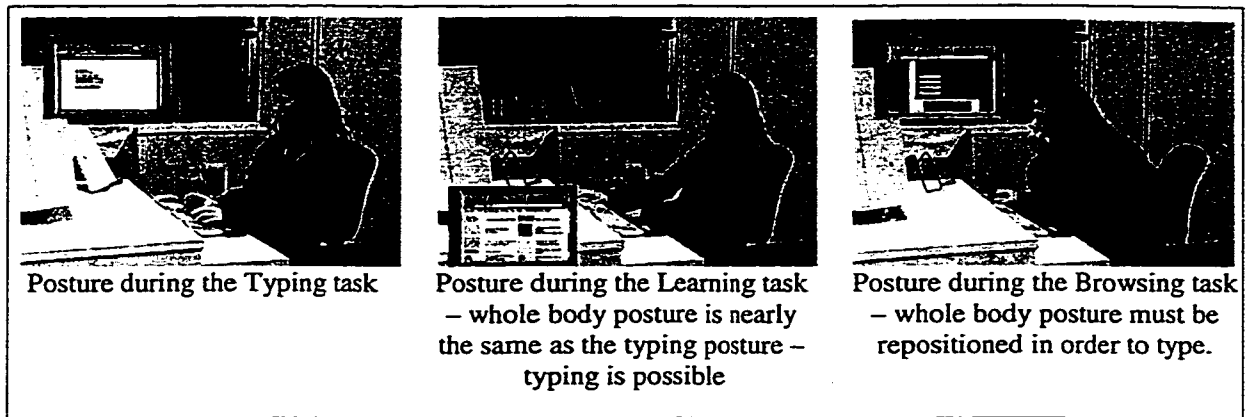 Posture during the Typing task
Posture during the Learning task
– whole body posture is nearly
the same as the typing posture –
typing is possible
Posture during the Browsing task
– whole body posture must be
repositioned in order to type.